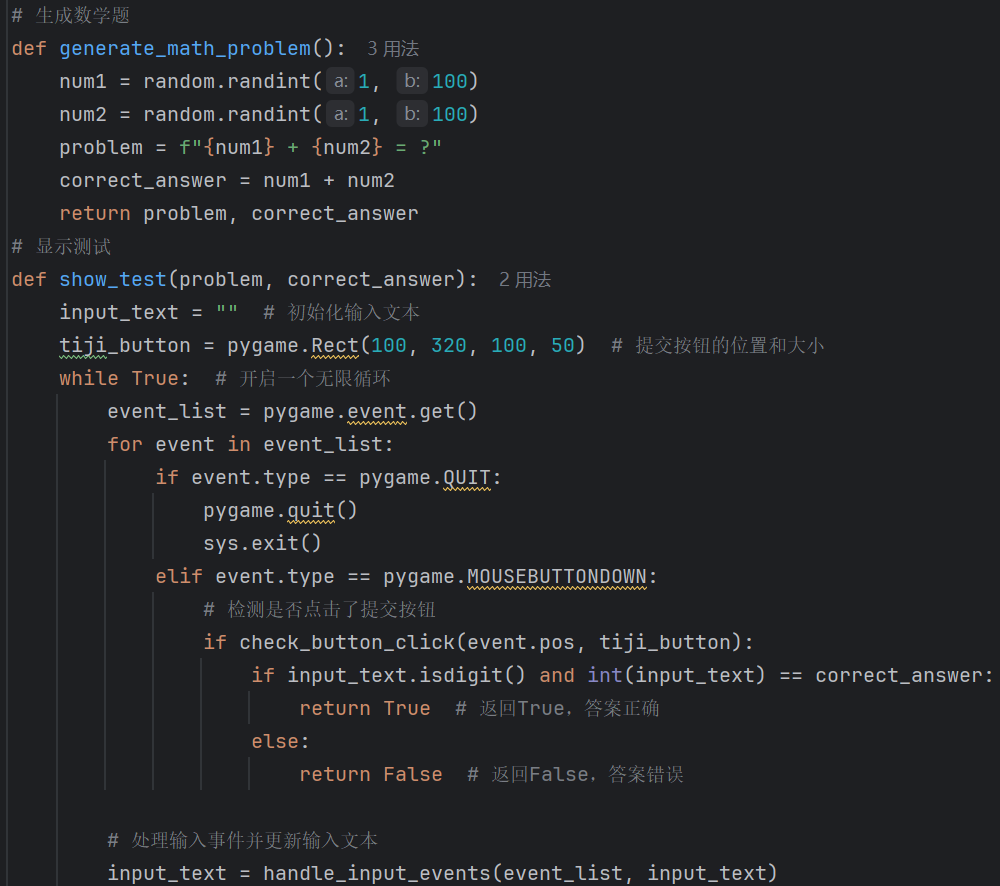 # 生成数学题
def generate_math_problem(): 3 用法
    num1 = random.randint( a: 1, b: 100)
    num2 = random.randint( a: 1, b: 100)
    problem = f"{num1} + {num2} = ?"
    correct_answer = num1 + num2
    return problem, correct_answer
# 显示测试
def show_test(problem, correct_answer): 2 用法
    input_text = "" # 初始化输入文本
    tiji_button = pygame.Rect(100, 320, 100, 50) # 提交按钮的位置和大小
    while True: # 开启一个无限循环
        event_list = pygame.event.get()
        for event in event_list:
            if event.type == pygame.QUIT:
                pygame.quit()
                sys.exit()
            elif event.type == pygame.MOUSEBUTTONDOWN:
                # 检测是否点击了提交按钮
                if check_button_click(event.pos, tiji_button):
                    if input_text.isdigit() and int(input_text) == correct_answer:
                        return True # 返回True，答案正确
                    else:
                        return False # 返回False，答案错误
        # 处理输入事件并更新输入文本
        input_text = handle_input_events(event_list, input_text)